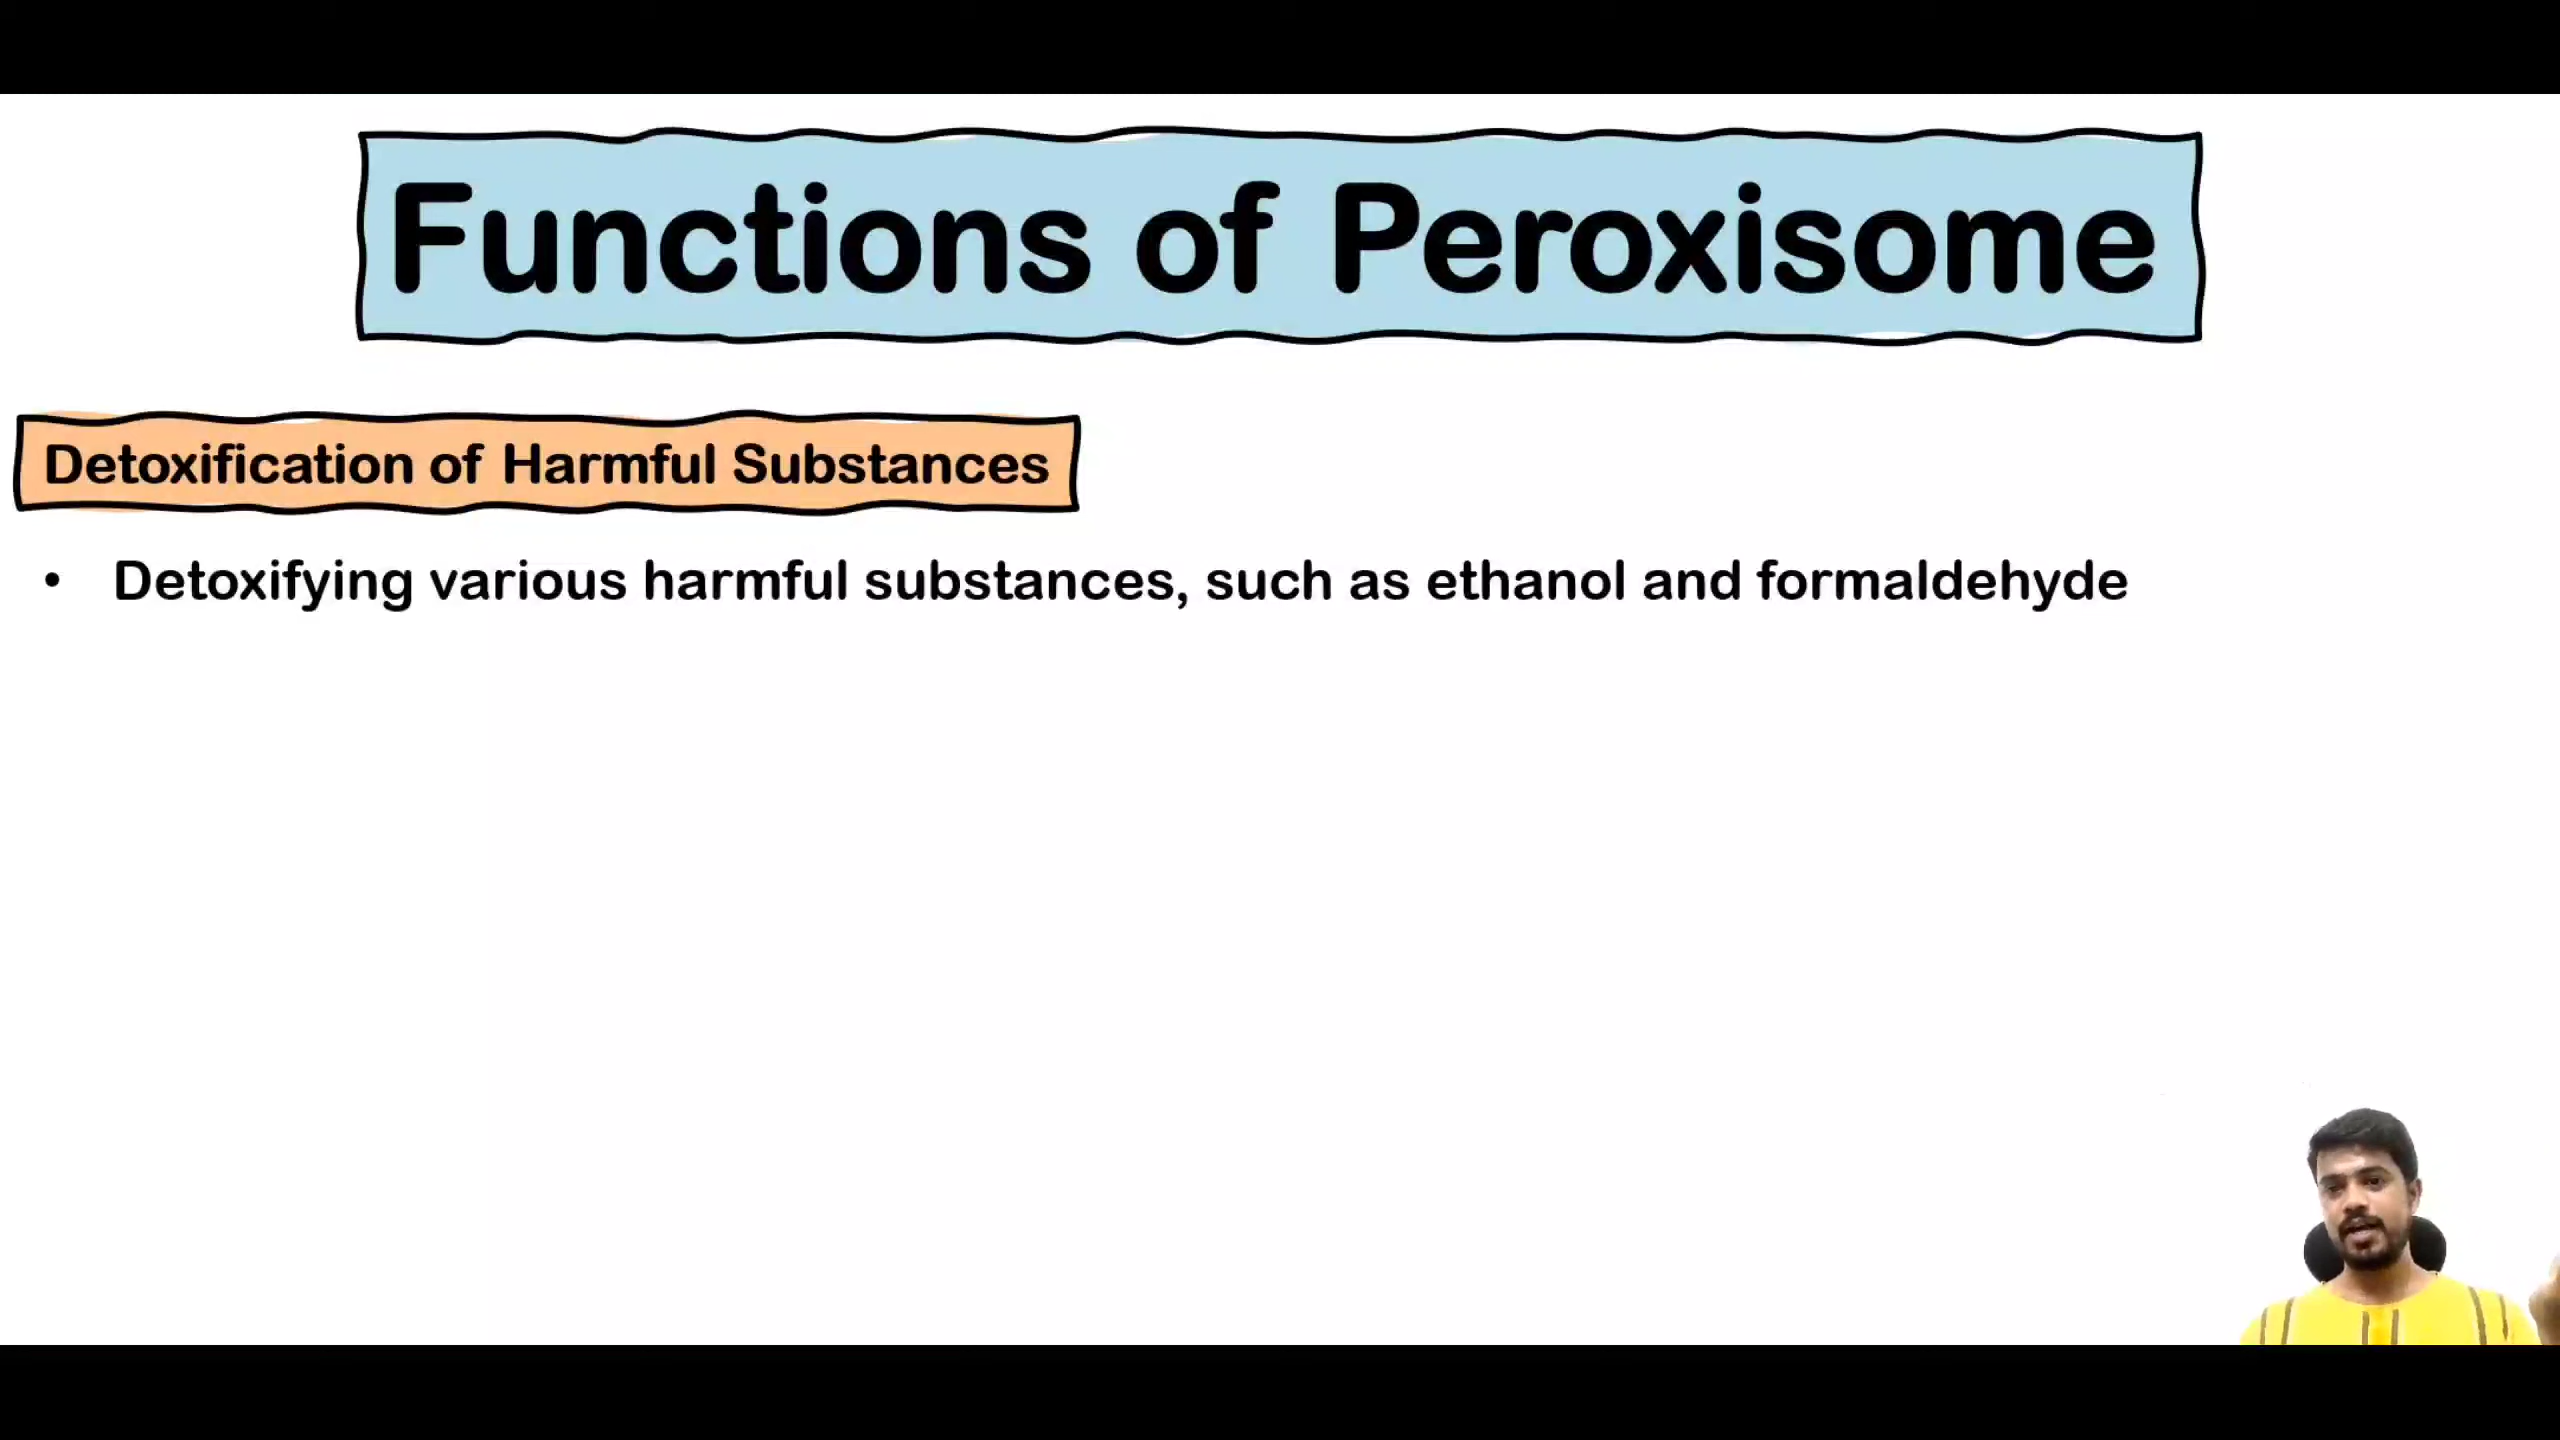 Functions of Peroxisome
Detoxification of Harmful Substances
• Detoxifying various harmful substances, such as ethanol and formaldehyde